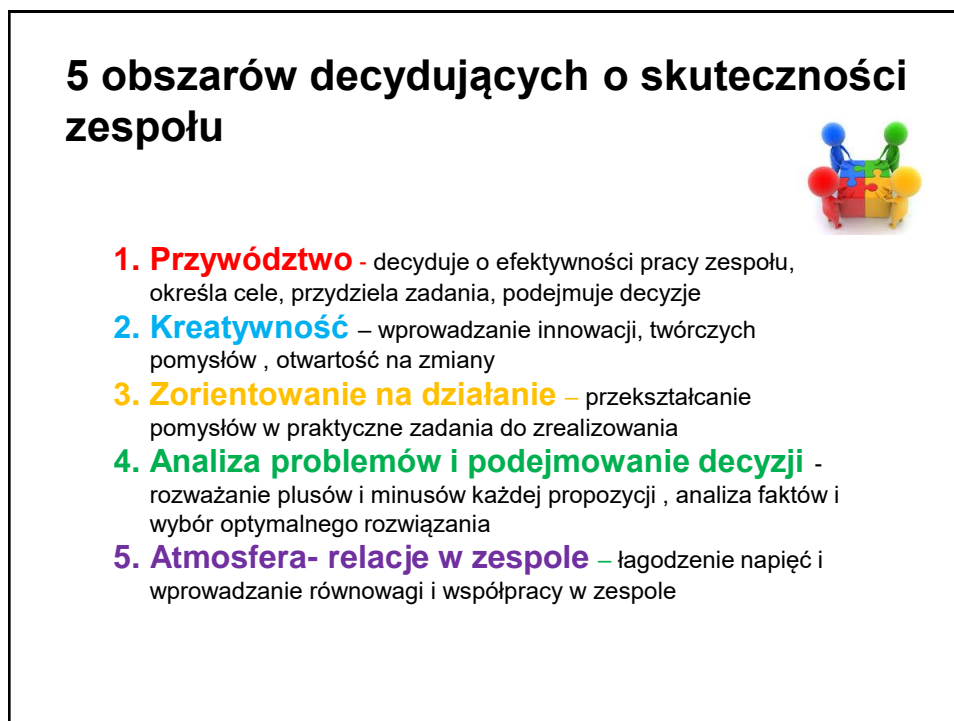 5 obszarów decydujących o skuteczności
zespołu
1. Przywództwo - decyduje o efektywności pracy zespołu,
określa cele, przydziela zadania, podejmuje decyzje
2. Kreatywność – wprowadzanie innowacji, twórczych
pomysłów , otwartość na zmiany
3. Zorientowanie na działanie – przekształcanie
pomysłów w praktyczne zadania do zrealizowania
4. Analiza problemów i podejmowanie decyzji -
rozważanie plusów i minusów każdej propozycji , analiza faktów i
wybór optymalnego rozwiązania
5. Atmosfera- relacje w zespole – łagodzenie napięć i
wprowadzanie równowagi i współpracy w zespole